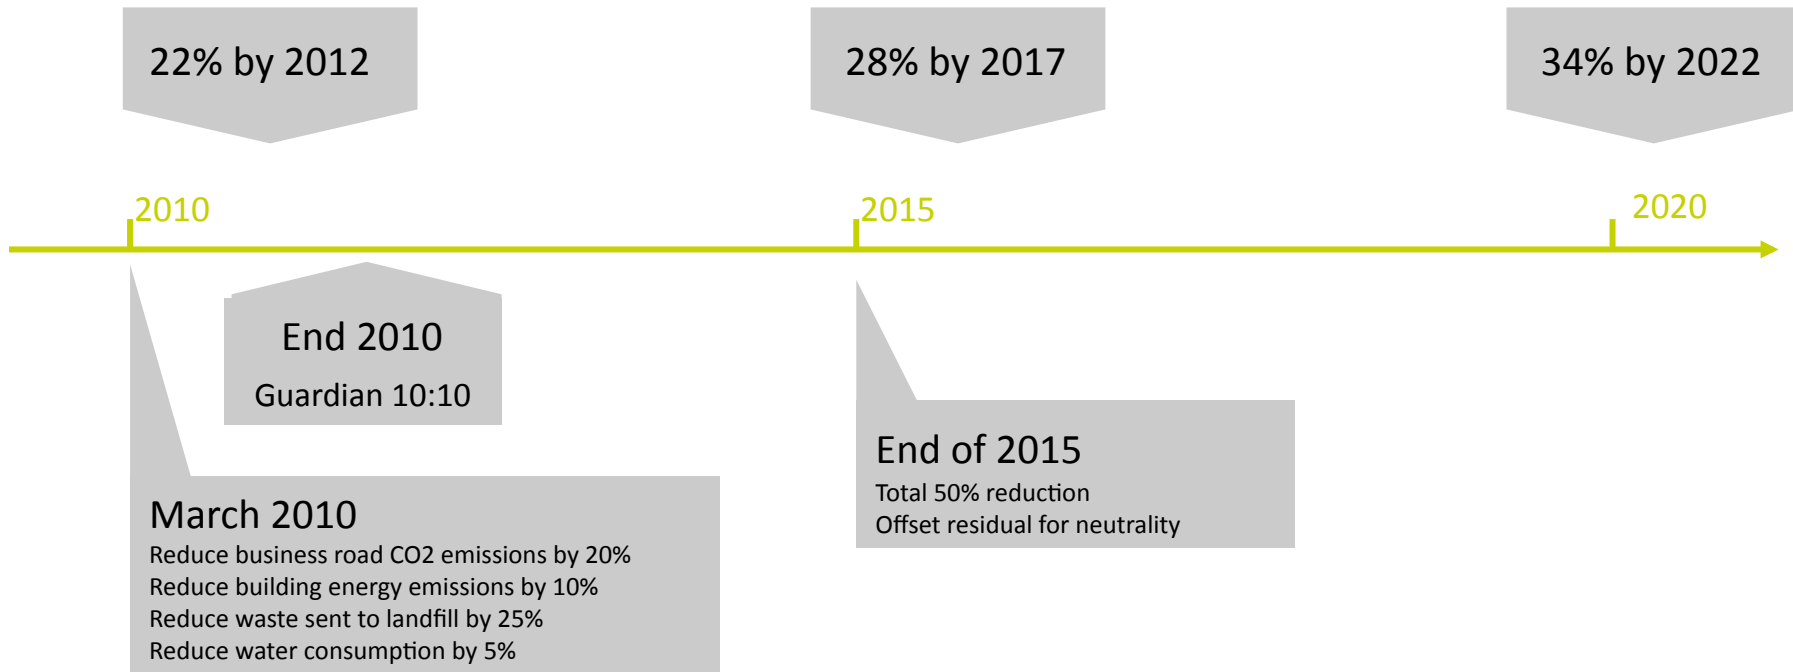 22% by 2012
28% by 2017
34% by 2022
2010
2015
2020
End 2010
Guardian 10:10
March 2010
Reduce business road CO2 emissions by 20%
Reduce building energy emissions by 10%
Reduce waste sent to landfill by 25%
Reduce water consumption by 5%
End of 2015
Total 50% reduction
Offset residual for neutrality